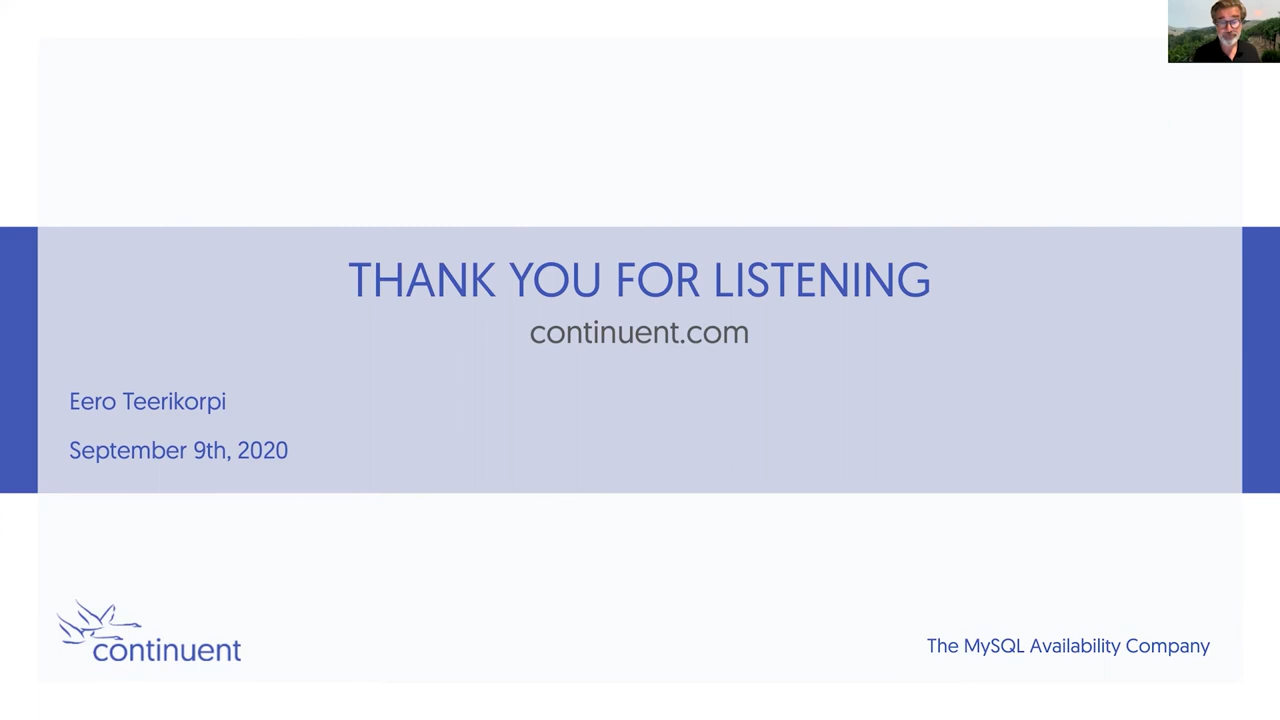 THANK YOU FOR LISTENING
continuent.com
Eero Teerikorpi
September 9th, 2020
continuent
The MySQL Availability Company